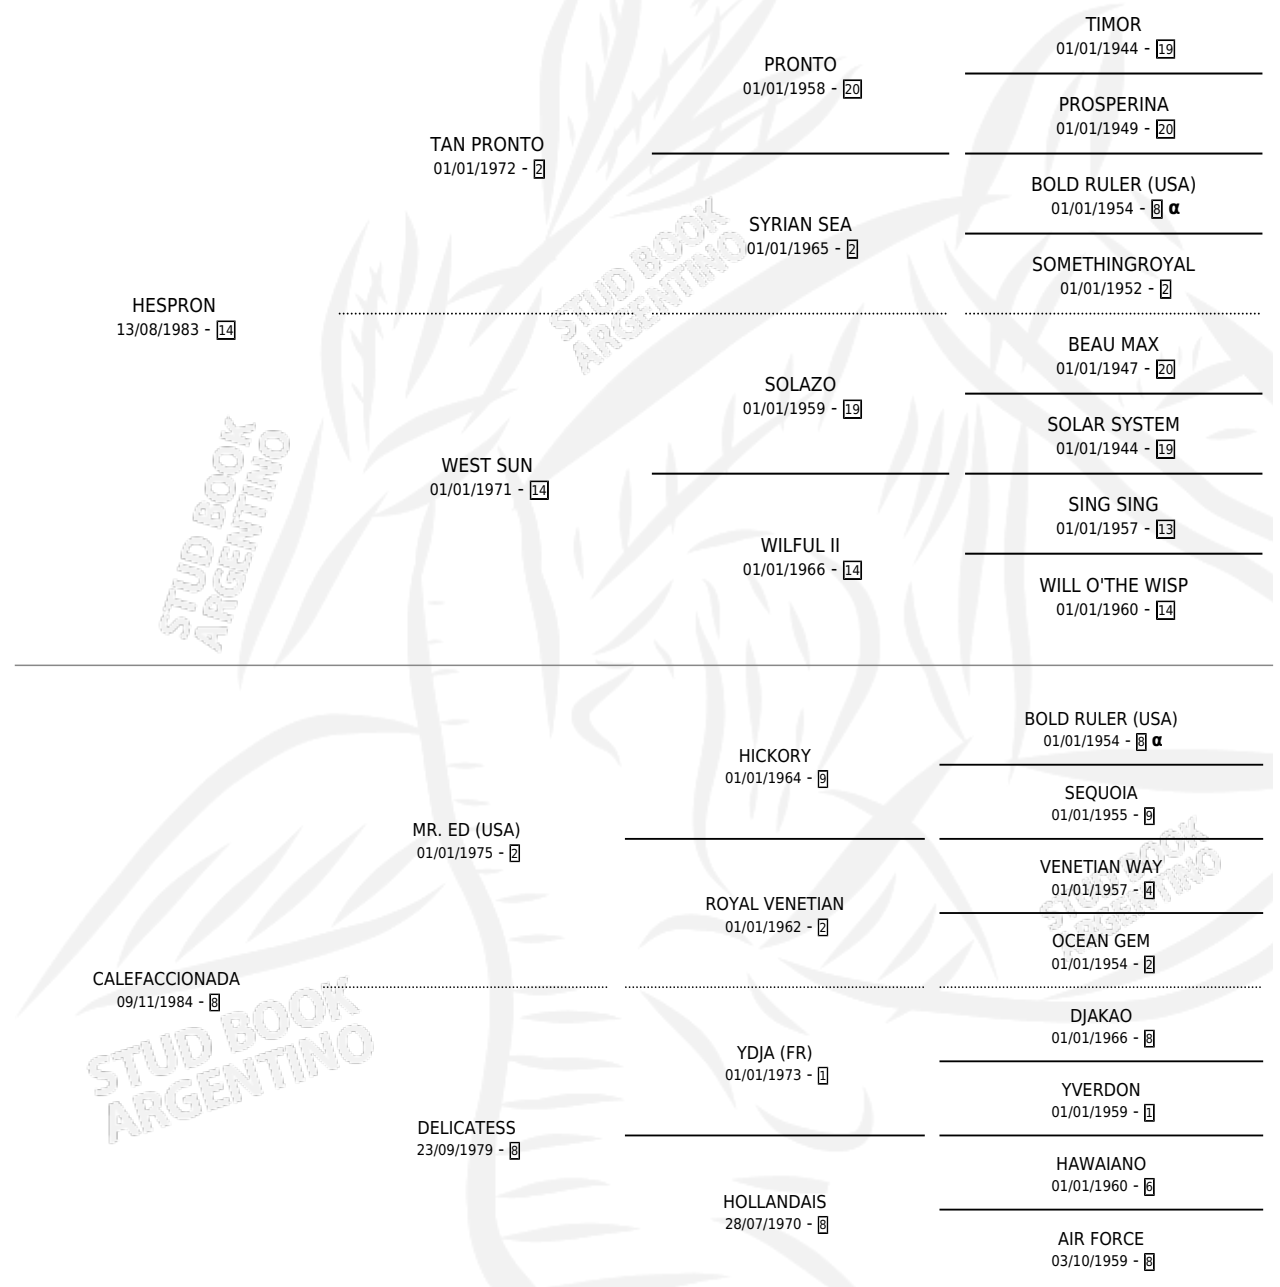 TIMOR
01/01/1944 - 19
PRONTO
01/01/1958 - 20
PROSPERINA
01/01/1949 - 20
TAN PRONTO
01/01/1972 - 2
BOLD RULER (USA)
01/01/1954 - 8 α
SYRIAN SEA
01/01/1965 - 2
SOMETHINGROYAL
01/01/1952 - 2
HESPRON
13/08/1983 - 14
BEAU MAX
01/01/1947 - 20
SOLAZO
01/01/1959 - 19
SOLAR SYSTEM
01/01/1944 - 19
WEST SUN
01/01/1971 - 14
SING SING
01/01/1957 - 13
WILFUL II
01/01/1966 - 14
WILL O'THE WISP
01/01/1960 - 14
BOLD RULER (USA)
01/01/1954 - 8 α
HICKORY
01/01/1964 - 9
SEQUOIA
01/01/1955 - 9
MR. ED (USA)
01/01/1975 - 2
VENETIAN WAY
01/01/1957 - 4
ROYAL VENETIAN
01/01/1962 - 2
OCEAN GEM
01/01/1954 - 2
CALEFACCIONADA
09/11/1984 - 8
DJAKAO
01/01/1966 - 8
YDJA (FR)
01/01/1973 - 1
YVERDON
01/01/1959 - 1
DELICATESS
23/09/1979 - 8
HAWAIANO
01/01/1960 - 6
HOLLANDAIS
28/07/1970 - 8
AIR FORCE
03/10/1959 - 8
STUD BOOK
ARGENTINO
STUD BOOK
ARGENTINO
STUD BOOK
ARGENTINO
STUD BOOK
ARGENTINO